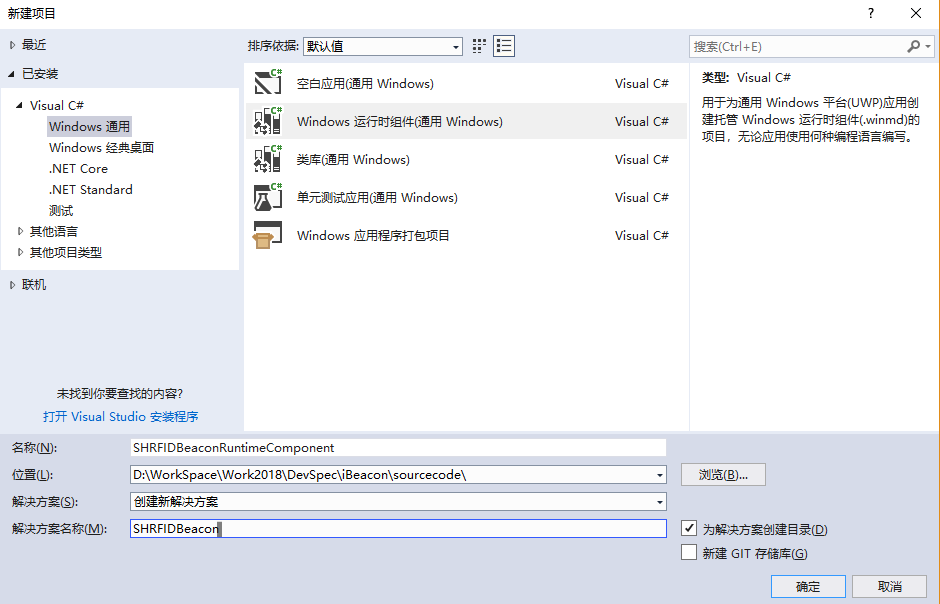 新建项目
?
最近
已安装
Visual C#
Windows 通用
Windows 经典桌面
.NET Core
.NET Standard
测试
其他语言
其他项目类型
联机
未找到你要查找的内容?
打开 Visual Studio 安装程序
排序依据: 默认值
C# 空白应用(通用 Windows) Visual C#
C# Windows 运行时组件(通用 Windows) Visual C#
C# 类库(通用 Windows) Visual C#
C# 单元测试应用(通用 Windows) Visual C#
Windows 应用程序打包项目 Visual C#
搜索(Ctrl+E)
类型: Visual C#
用于为通用 Windows 平台(UWP)应用创
建托管 Windows 运行时组件(.winmd)的
项目，无论应用使用何种编程语言编写。
名称(N): SHRFIDBeaconRuntimeComponent
位置(L): D:\WorkSpace\Work2018\DevSpec\iBeacon\sourcecode\ 浏览(B)...
解决方案(S): 创建新解决方案
解决方案名称(M): SHRFIDBeacon 为解决方案创建目录(D)
新建 GIT 存储库(G)
确定 取消